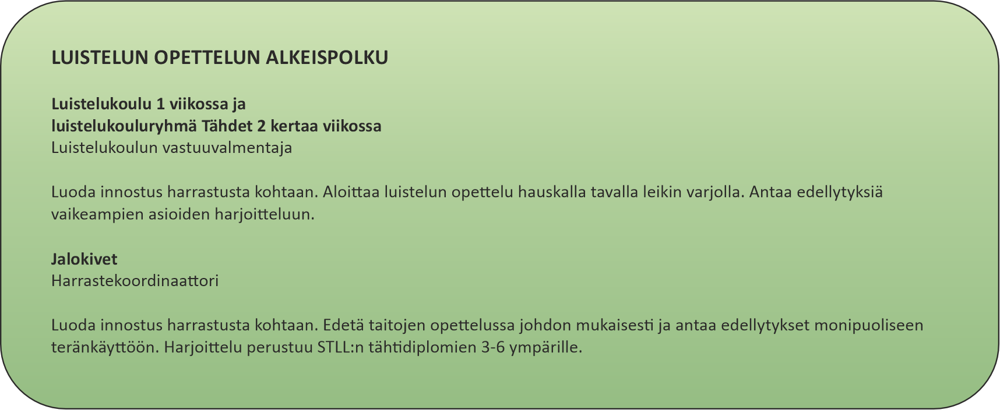 LUISTELUN OPETTELUN ALKEISPOLKU
Luistelukoulu 1 viikossa ja
luistelukouluryhmä Tähdet 2 kertaa viikossa
Luistelukoulun vastuuvalmentaja
Luoda innostus harrastusta kohtaan. Aloittaa luistelun opettelu hauskalla tavalla leikin varjolla. Antaa edellytyksiä
vaikeampien asioiden harjoitteluun.
Jalokivet
Harrastekoordinaattori
Luoda innostus harrastusta kohtaan. Edetä taitojen opettelussa johdon mukaisesti ja antaa edellytykset monipuoliseen
teränkäyttöön. Harjoittelu perustuu STLL:n tähtidiplomien 3-6 ympärille.